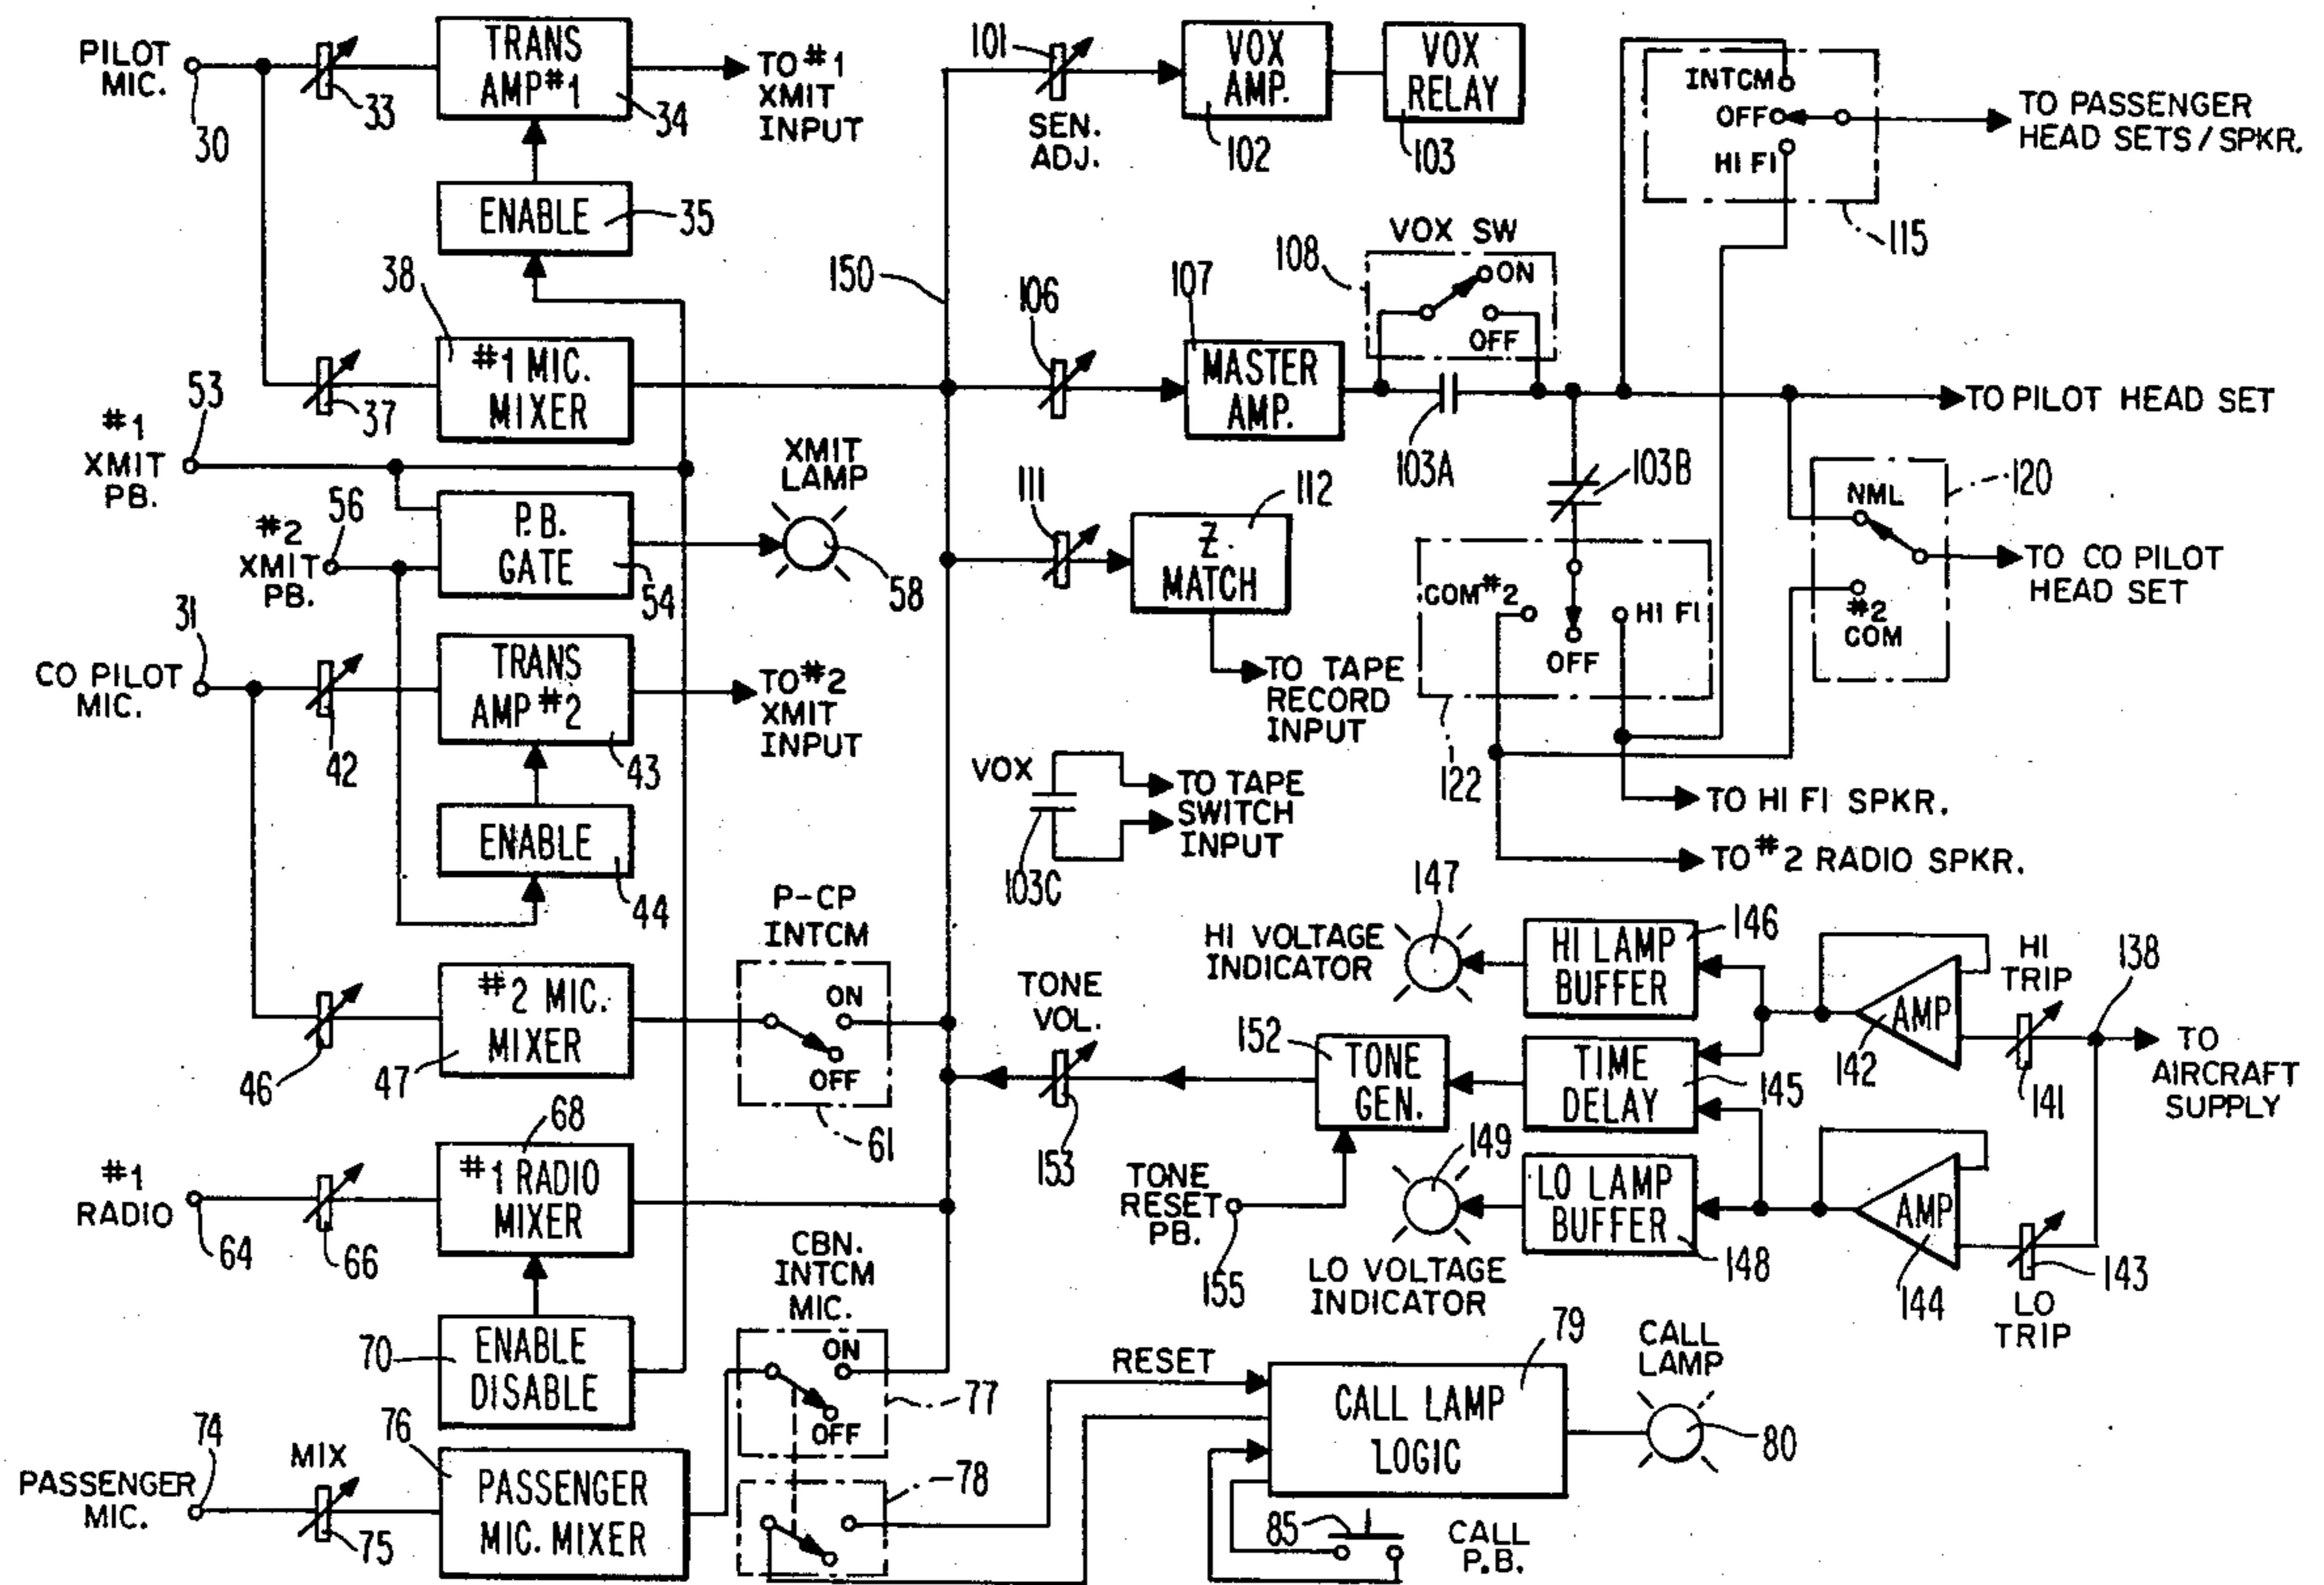 PILOT
MIC.
30
33
TRANS
AMP#1
34
TO #1
XMIT
INPUT
ENABLE
35
38
#1 MIC.
MIXER
37
53
#1
XMIT
PB.
56
#2
XMIT
PB.
P.B.
GATE
54
XMIT
LAMP
58
31
CO PILOT
MIC.
42
TRANS
AMP #2
43
TO #2
XMIT
INPUT
ENABLE
44
46
#2 MIC.
MIXER
47
P-CP
INTCM
ON
OFF
61
#1
RADIO
64
66
68
#1 RADIO
MIXER
70
ENABLE
DISABLE
CBN.
INTCM
MIC.
ON
OFF
77
74
PASSENGER
MIC.
MIX
75
76
PASSENGER
MIC. MIXER
78
150
101
SEN.
ADJ.
VOX
AMP.
102
VOX
RELAY
103
INTCM
OFF
HI FI
115
TO PASSENGER
HEAD SETS / SPKR.
106
107
MASTER
AMP.
VOX SW
108
ON
OFF
103A
103B
TO PILOT HEAD SET
111
112
Z.
MATCH
TO TAPE
RECORD
INPUT
COM#2
OFF
HI FI
122
NML
#2
COM
120
TO CO PILOT
HEAD SET
VOX
103C
TO TAPE
SWITCH
INPUT
TO HI FI SPKR.
TO #2 RADIO SPKR.
TONE
VOL.
153
152
TONE
GEN.
TONE
RESET
PB.
155
HI VOLTAGE
INDICATOR
147
HI LAMP
BUFFER
146
TIME
DELAY
145
LO LAMP
BUFFER
148
149
LO VOLTAGE
INDICATOR
AMP
142
HI
TRIP
141
138
TO
AIRCRAFT
SUPPLY
AMP
144
143
LO
TRIP
RESET
79
CALL LAMP
LOGIC
CALL
LAMP
80
85
CALL
P.B.